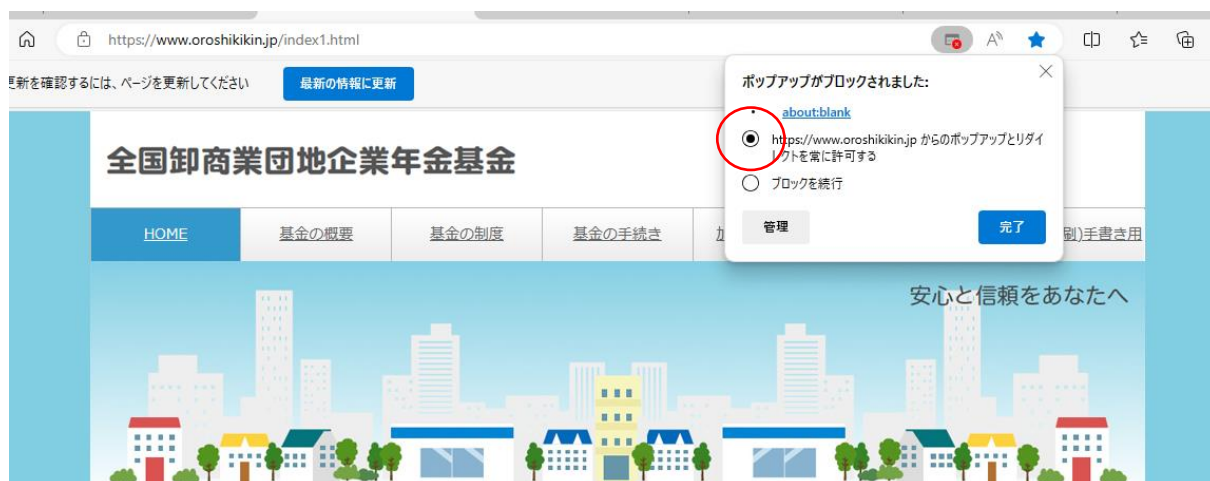 https://www.oroshikikin.jp/index1.html
更新を確認するには、ページを更新してください
最新の情報に更新
ポップアップがブロックされました:
about:blank
https://www.oroshikikin.jp からのポップアップとリダイ
レクトを常に許可する
ブロックを続行
管理
完了
全国卸商業団地企業年金基金
HOME
基金の概要
基金の制度
基金の手続き
加
刷)手書き用
安心と信頼をあなたへ